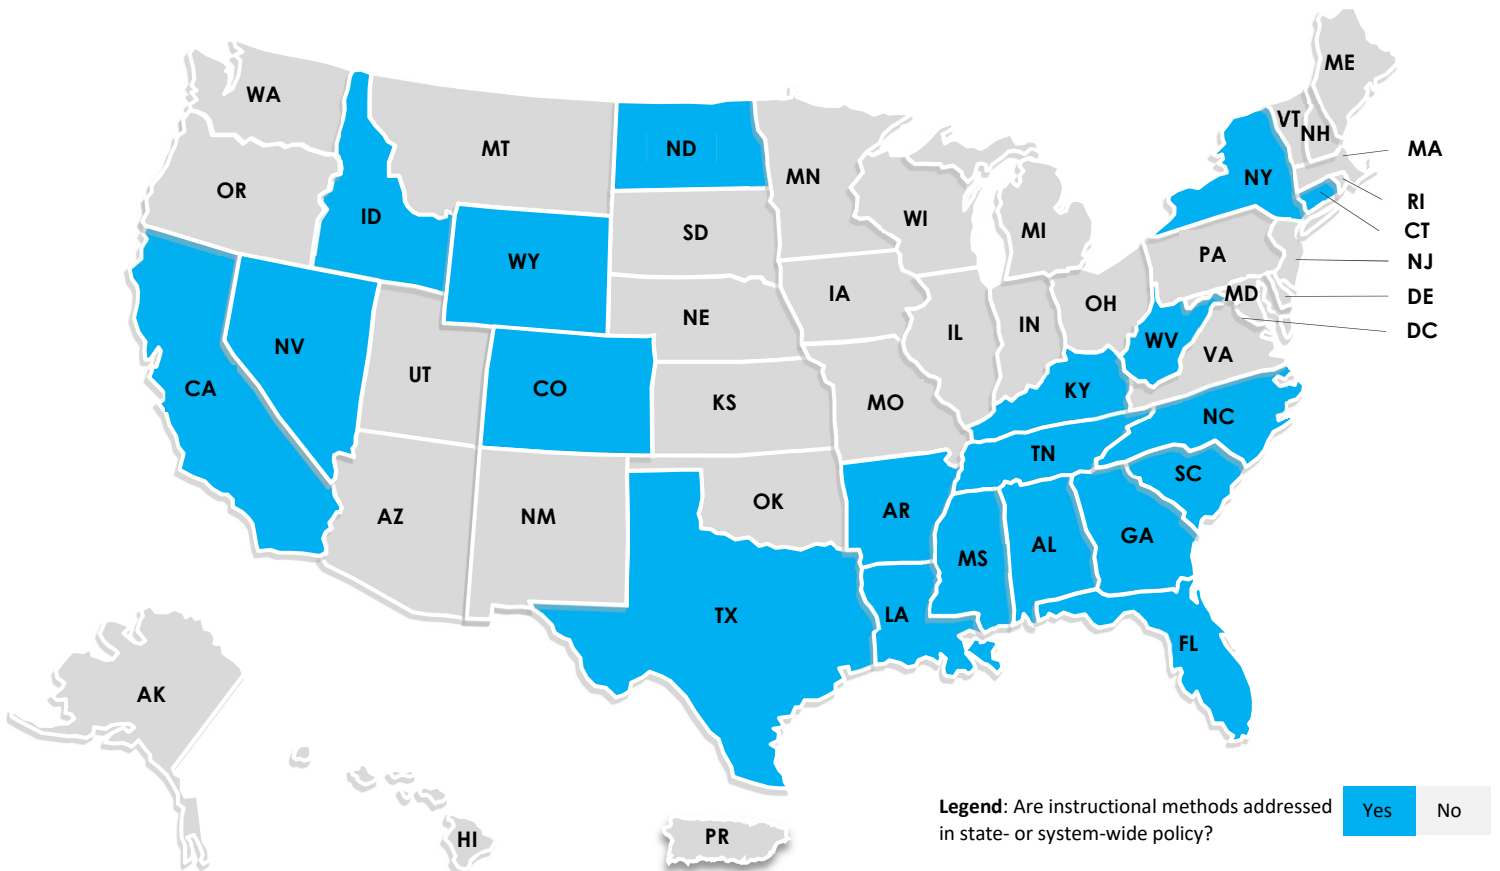 ME
WA
VT
NH
MT
ND
MA
MN
NY
OR
RI
ID
WI
CT
SD
MI
PA
WY
NJ
IA
MD
DE
OH
NE
IN
DC
IL
WV
NV
VA
UT
CA
CO
KY
KS
MO
NC
TN
SC
OK
AR
AZ
NM
GA
AL
MS
TX
LA
FL
AK
Legend: Are instructional methods addressed
in state- or system-wide policy?
Yes
No
HI
PR